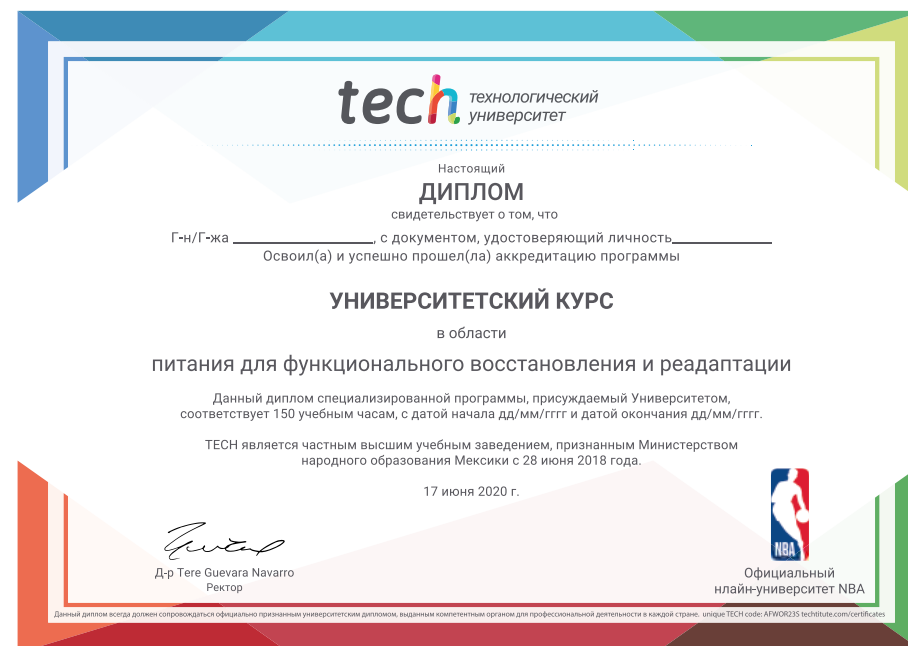 tech технологический
университет
Настоящий
ДИПЛОМ
свидетельствует о том, что
Г-н/Г-жа ____________, с документом, удостоверяющий личность____________
Освоил(а) и успешно прошел(ла) аккредитацию программы
УНИВЕРСИТЕТСКИЙ КУРС
в области
питания для функционального восстановления и реадаптации
Данный диплом специализированной программы, присуждаемый Университетом,
соответствует 150 учебным часам, с датой начала дд/мм/гггг и датой окончания дд/мм/гггг.
TECH является частным высшим учебным заведением, признанным Министерством
народного образования Мексики с 28 июня 2018 года.
17 июня 2020 г.
Д-р Tere Guevara Navarro
Ректор
NBA
Официальный
нлайн-университет NBA
Данный диплом всегда должен сопровождаться официально признанным университетским дипломом, выданным компетентным органом для профессиональной деятельности в каждой стране. unique TECH code: AFWOR23S techtitute.com/certificates